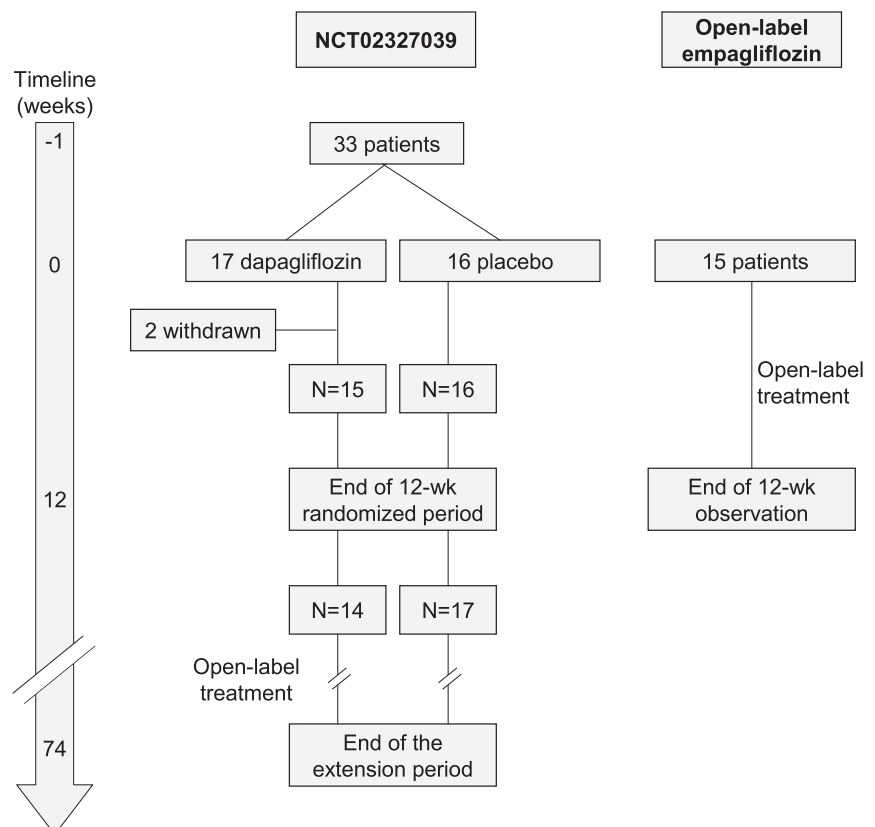 NCT02327039
Open-label
empagliflozin
Timeline
(weeks)
-1
33 patients
0
17 dapagliflozin
16 placebo
15 patients
2 withdrawn
Open-label
treatment
N=15
N=16
12
End of 12-wk
randomized period
End of 12-wk
observation
N=14
N=17
Open-label
treatment
74
End of the
extension period